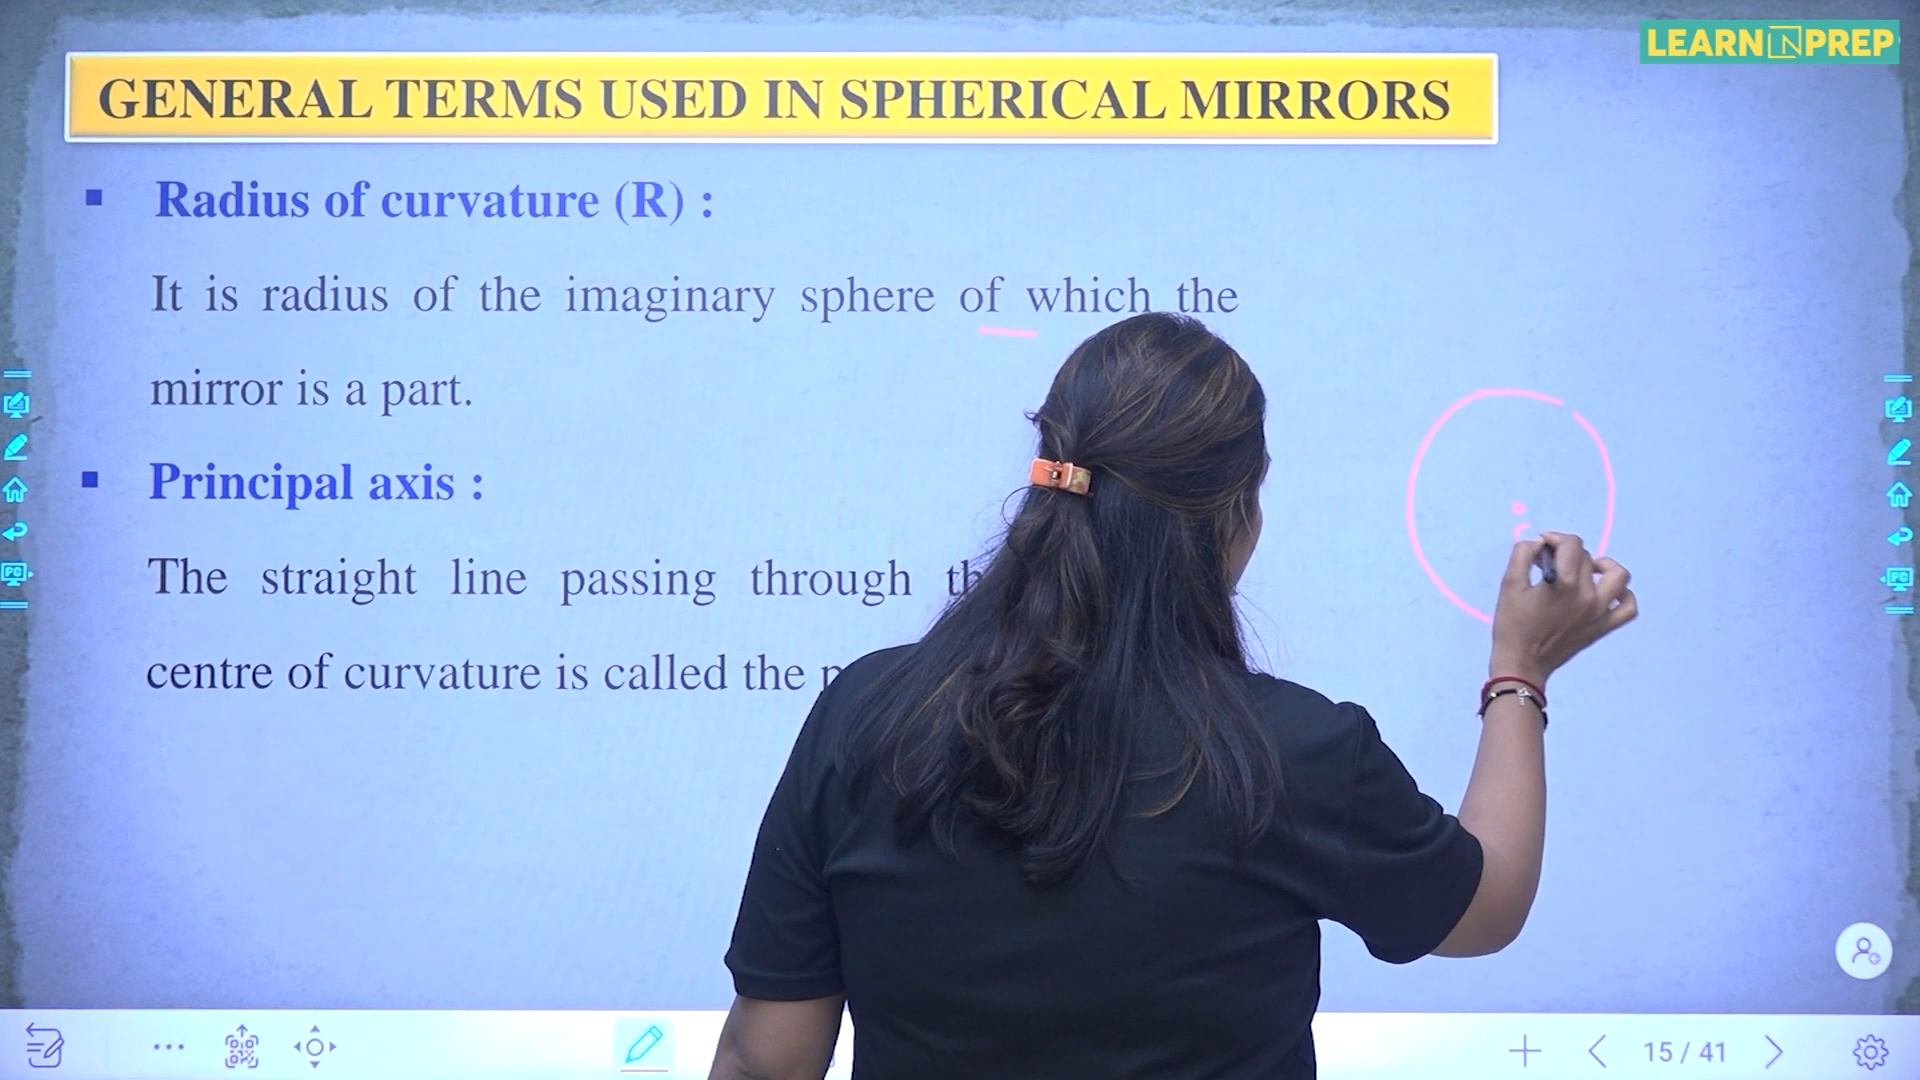 LEARN IN PREP
GENERAL TERMS USED IN SPHERICAL MIRRORS
▪ Radius of curvature (R) :
It is radius of the imaginary sphere of which the
mirror is a part.
▪ Principal axis :
The straight line passing through
centre of curvature is called the
15 / 41